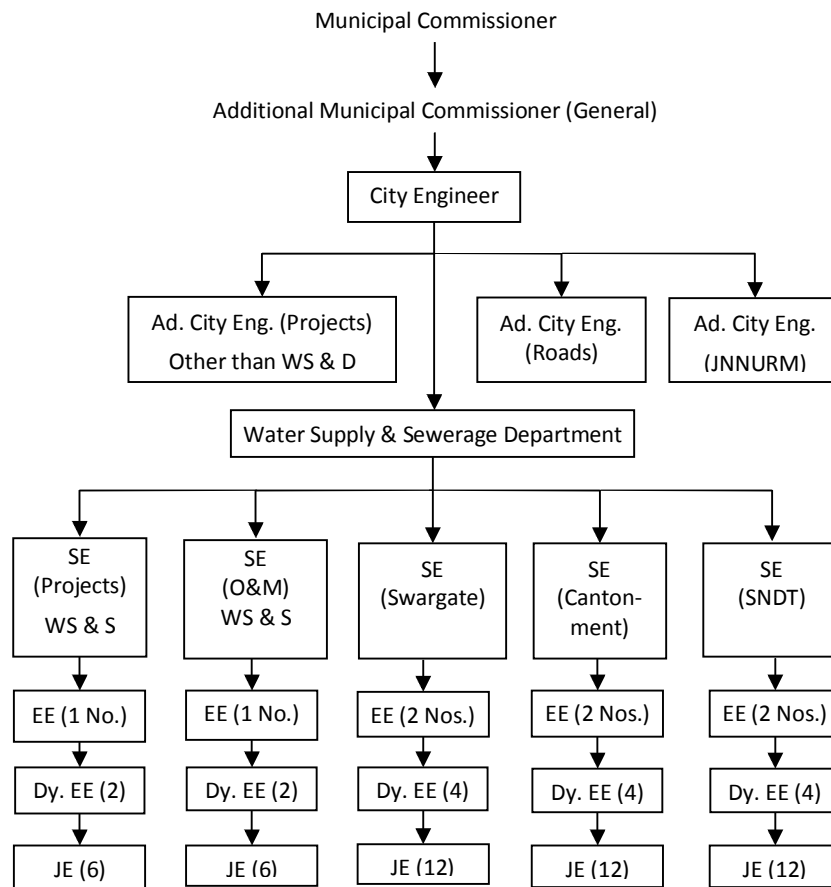 Municipal Commissioner
Additional Municipal Commissioner (General)
City Engineer
Ad. City Eng. (Projects)
Other than WS & D
Ad. City Eng.
(Roads)
Ad. City Eng.
(JNNURM)
Water Supply & Sewerage Department
SE
(Projects)
WS & S
SE
(O&M)
WS & S
SE
(Swargate)
SE
(Canton-
ment)
SE
(SNDT)
EE (1 No.)
EE (1 No.)
EE (2 Nos.)
EE (2 Nos.)
EE (2 Nos.)
Dy. EE (2)
Dy. EE (2)
Dy. EE (4)
Dy. EE (4)
Dy. EE (4)
JE (6)
JE (6)
JE (12)
JE (12)
JE (12)